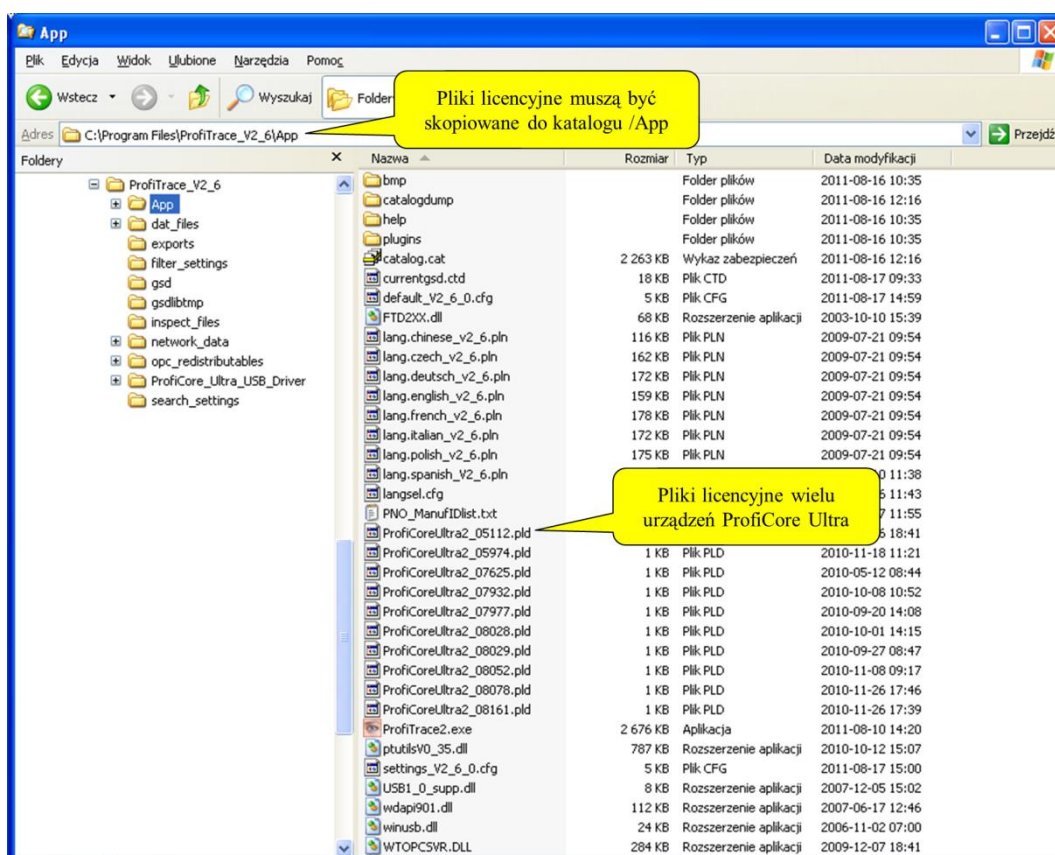 App
Plik Edycja Widok Ulubione Narzędzia Pomoc
Wstecz Wyszukaj Folder
Pliki licencyjne muszą być
skopiowane do katalogu /App
Adres C:\Program Files\ProfiTrace_V2_6\App Przejdź
Foldery
ProfiTrace_V2_6
App
dat_files
exports
filter_settings
gsd
gsdlibtmp
inspect_files
network_data
opc_redistributables
ProfiCore_Ultra_USB_Driver
search_settings
Nazwa Rozmiar Typ Data modyfikacji
bmp Folder plików 2011-08-16 10:35
catalogdump Folder plików 2011-08-16 12:16
help Folder plików 2011-08-16 10:35
plugins Folder plików 2011-08-16 10:35
catalog.cat 2 263 KB Wykaz zabezpieczeń 2011-08-16 12:16
currentgsd.ctd 18 KB Plik CTD 2011-08-17 09:33
default_V2_6_0.cfg 5 KB Plik CFG 2011-08-17 14:59
FTD2XX.dll 68 KB Rozszerzenie aplikacji 2003-10-10 15:39
lang.chinese_v2_6.pln 116 KB Plik PLN 2009-07-21 09:54
lang.czech_v2_6.pln 162 KB Plik PLN 2009-07-21 09:54
lang.deutsch_v2_6.pln 172 KB Plik PLN 2009-07-21 09:54
lang.english_v2_6.pln 159 KB Plik PLN 2009-07-21 09:54
lang.french_v2_6.pln 178 KB Plik PLN 2009-07-21 09:54
lang.italian_v2_6.pln 172 KB Plik PLN 2009-07-21 09:54
lang.polish_v2_6.pln 175 KB Plik PLN 2009-07-21 09:54
lang.spanish_V2_6.pln 11:38
langsel.cfg 11:43
PNO_ManufIDlist.txt 11:55
Pliki licencyjne wielu
urządzeń ProfiCore Ultra
ProfiCoreUltra2_05112.pld 18:41
ProfiCoreUltra2_05974.pld 1 KB Plik PLD 2010-11-18 11:21
ProfiCoreUltra2_07625.pld 1 KB Plik PLD 2010-05-12 08:44
ProfiCoreUltra2_07932.pld 1 KB Plik PLD 2010-10-08 10:52
ProfiCoreUltra2_07977.pld 1 KB Plik PLD 2010-09-20 14:08
ProfiCoreUltra2_08028.pld 1 KB Plik PLD 2010-10-01 14:15
ProfiCoreUltra2_08029.pld 1 KB Plik PLD 2010-09-27 08:47
ProfiCoreUltra2_08052.pld 1 KB Plik PLD 2010-11-08 09:17
ProfiCoreUltra2_08078.pld 1 KB Plik PLD 2010-11-26 17:46
ProfiCoreUltra2_08161.pld 1 KB Plik PLD 2010-11-26 17:39
ProfiTrace2.exe 2 676 KB Aplikacja 2011-08-10 14:20
ptutilsV0_35.dll 787 KB Rozszerzenie aplikacji 2010-10-12 15:07
settings_V2_6_0.cfg 5 KB Plik CFG 2011-08-17 15:00
USB1_0_supp.dll 8 KB Rozszerzenie aplikacji 2007-12-05 15:02
wdapi901.dll 112 KB Rozszerzenie aplikacji 2007-06-17 12:46
winusb.dll 24 KB Rozszerzenie aplikacji 2006-11-02 07:00
WTOPCSVR.DLL 284 KB Rozszerzenie aplikacji 2009-12-07 18:41